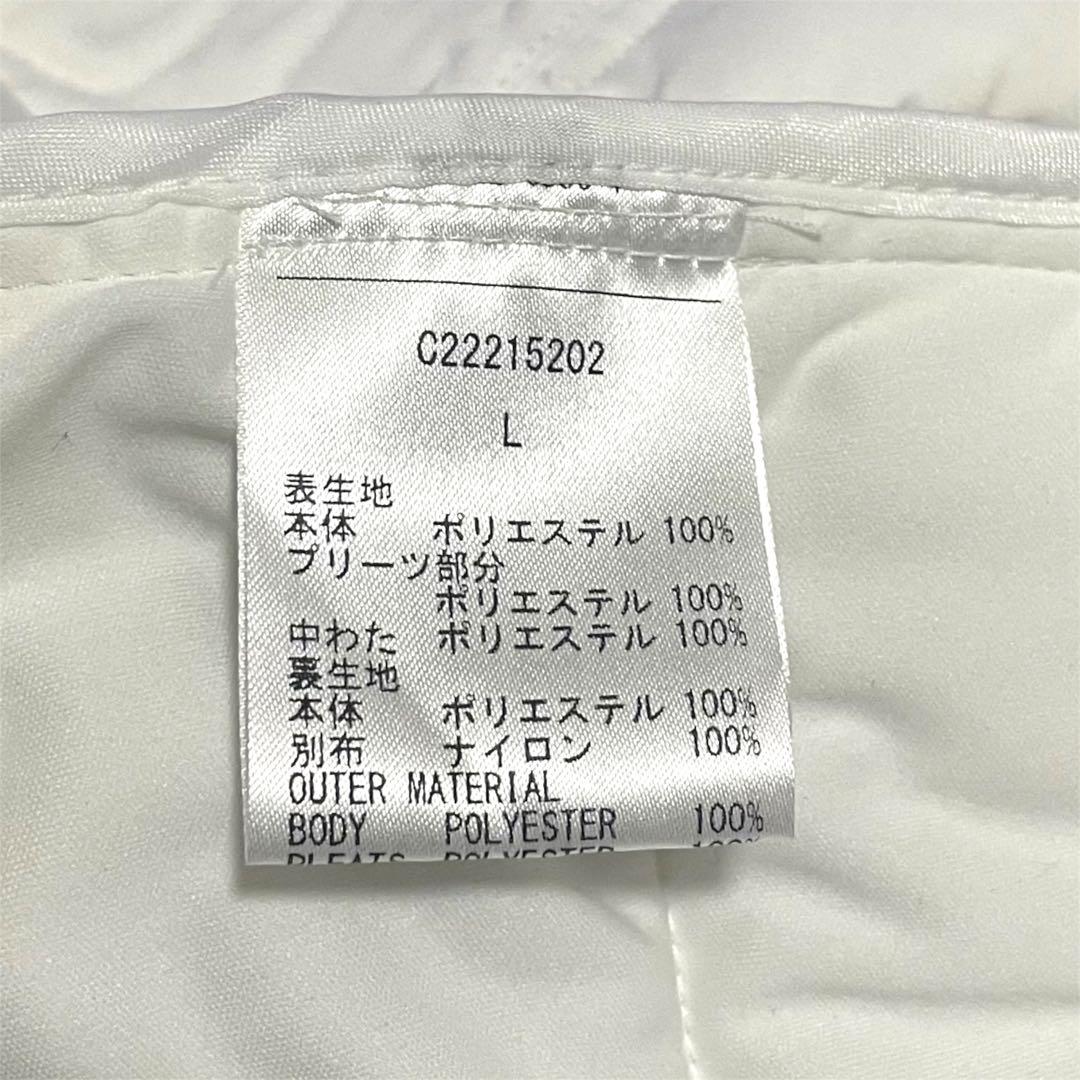 C22215202
L
表生地
本体 ポリエステル 100%
プリーツ部分
ポリエステル 100%
中わた ポリエステル 100%
裏生地
本体 ポリエステル 100%
別布 ナイロン 100%
OUTER MATERIAL
BODY POLYESTER 100%
PLEATS POLYESTER 100%